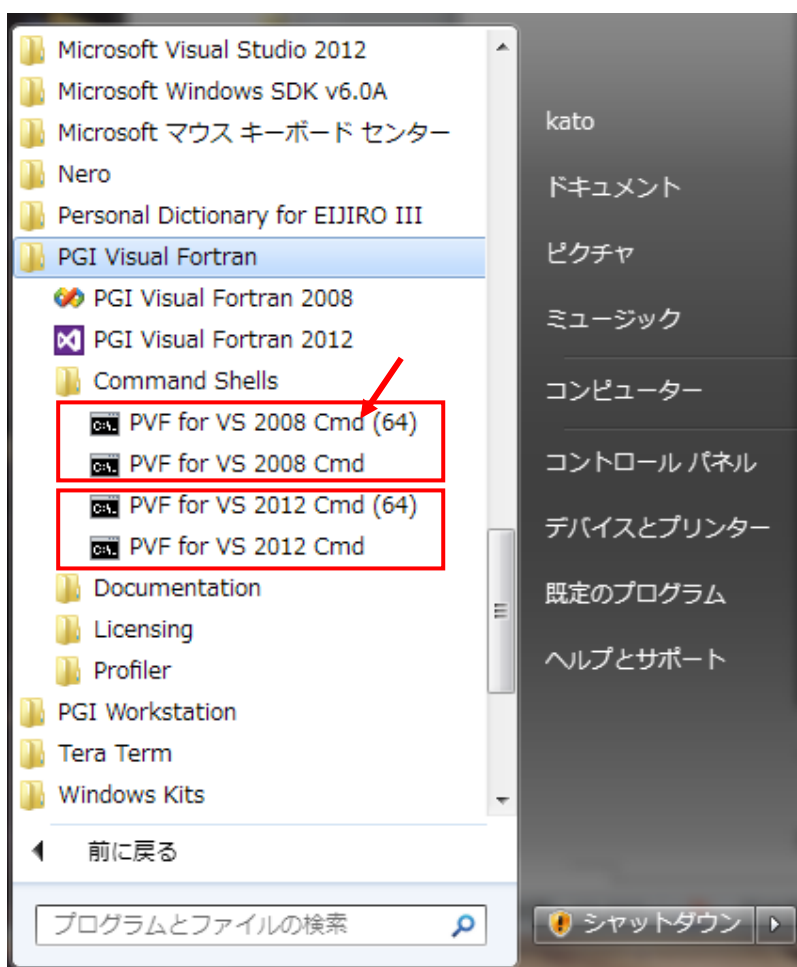 Microsoft Visual Studio 2012
Microsoft Windows SDK v6.0A
Microsoft マウス キーボード センター
Nero
Personal Dictionary for EIJIRO III
PGI Visual Fortran
PGI Visual Fortran 2008
PGI Visual Fortran 2012
Command Shells
PVF for VS 2008 Cmd (64)
PVF for VS 2008 Cmd
PVF for VS 2012 Cmd (64)
PVF for VS 2012 Cmd
Documentation
Licensing
Profiler
PGI Workstation
Tera Term
Windows Kits
前に戻る
プログラムとファイルの検索
kato
ドキュメント
ピクチャ
ミュージック
コンピューター
コントロール パネル
デバイスとプリンター
既定のプログラム
ヘルプとサポート
シャットダウン